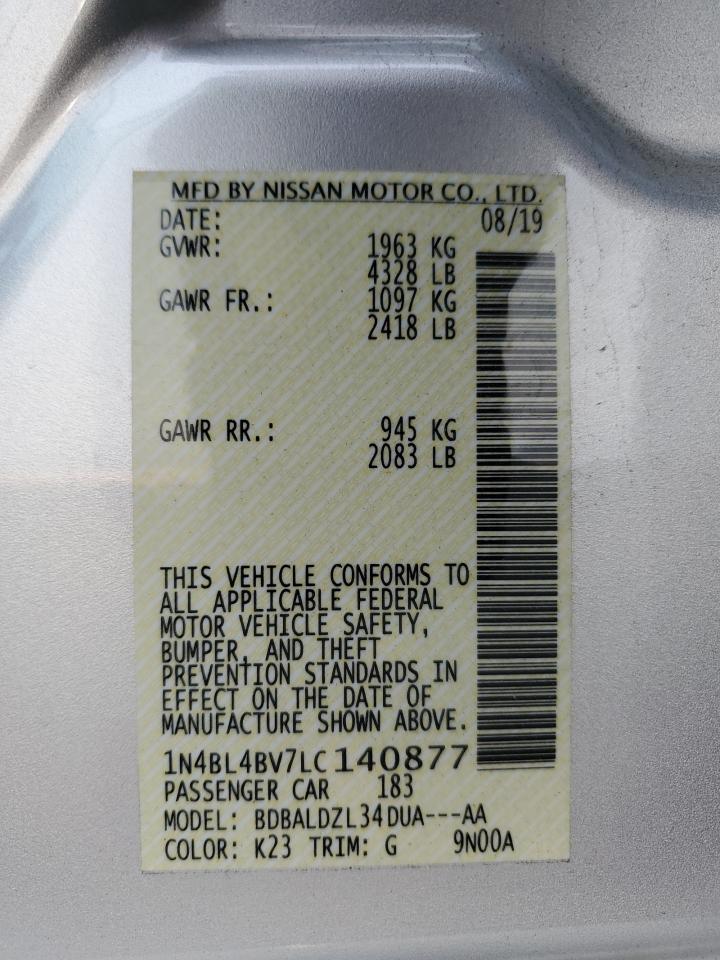 MFD BY NISSAN MOTOR CO., LTD.
DATE: 08/19
GVWR: 1963 KG
4328 LB
GAWR FR.: 1097 KG
2418 LB
GAWR RR.: 945 KG
2083 LB
THIS VEHICLE CONFORMS TO
ALL APPLICABLE FEDERAL
MOTOR VEHICLE SAFETY,
BUMPER, AND THEFT
PREVENTION STANDARDS IN
EFFECT ON THE DATE OF
MANUFACTURE SHOWN ABOVE.
1N4BL4BV7LC140877
PASSENGER CAR 183
MODEL: BDBALDZL34DUA---AA
COLOR: K23 TRIM: G 9N00A